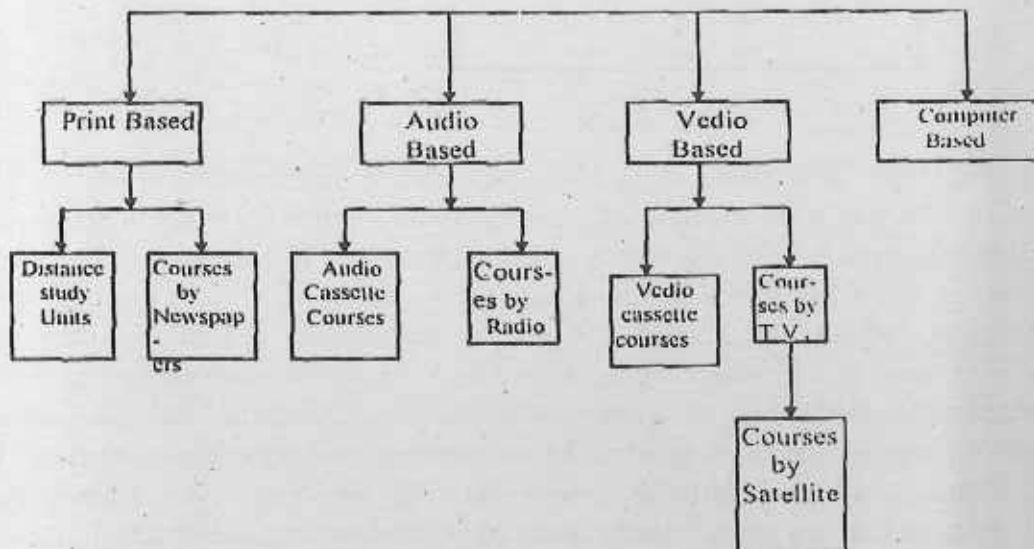 Print Based
Audio
Based
Vedio
Based
Computer
Based
Distance
study
Units
Courses
by
Newspap
-
ers
Audio
Cassette
Courses
Cours-
es by
Radio
Vedio
cassette
courses
Cour-
ses by
T.V.
Courses
by
Satellite